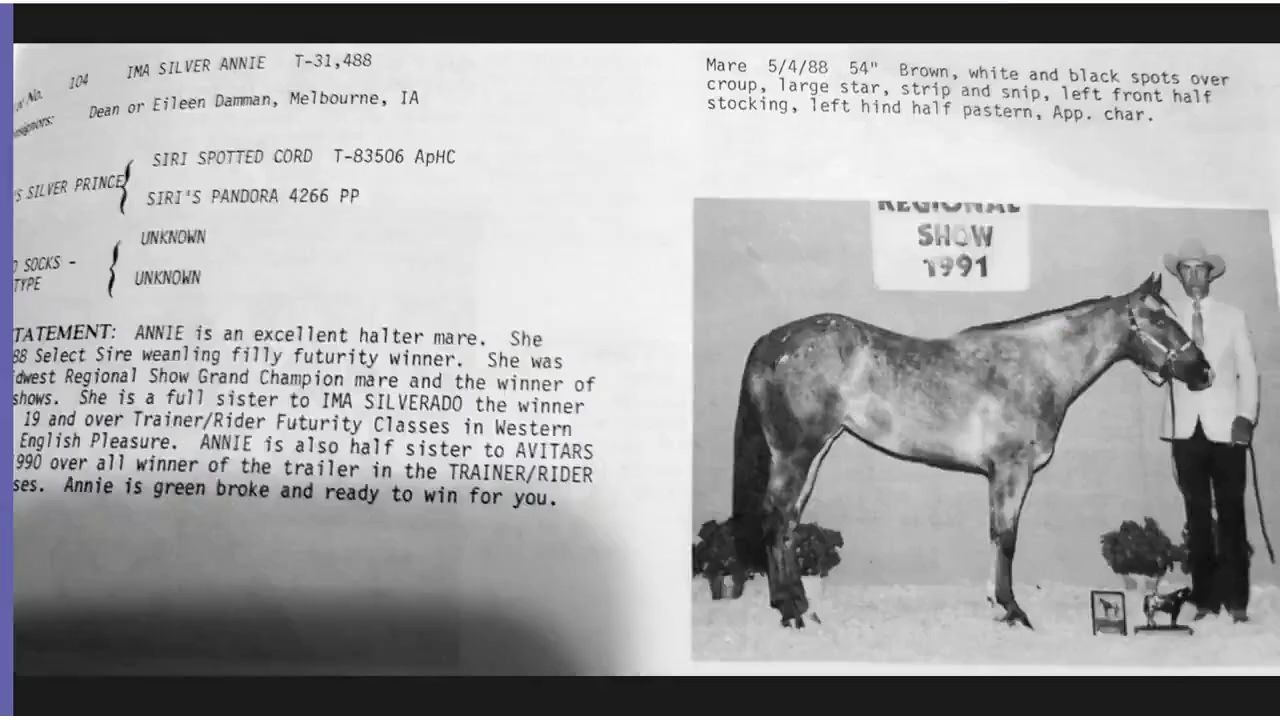 104 IMA SILVER ANNIE T-31,488
No.
Dean or Eileen Damman, Melbourne, IA
SIRI SPOTTED CORD T-83506 ApHC
'S SILVER PRINCE
SIRI'S PANDORA 4266 PP
UNKNOWN
SOCKS -
TYPE
UNKNOWN
TATEMENT: ANNIE is an excellent halter mare. She
88 Select Sire weanling filly futurity winner. She was
dwest Regional Show Grand Champion mare and the winner of
shows. She is a full sister to IMA SILVERADO the winner
19 and over Trainer/Rider Futurity Classes in Western
English Pleasure. ANNIE is also half sister to AVITARS
990 over all winner of the trailer in the TRAINER/RIDER
ses. Annie is green broke and ready to win for you.
Mare 5/4/88 54" Brown, white and black spots over
croup, large star, strip and snip, left front half
stocking, left hind half pastern, App. char.
REGIONAL
SHOW
1991